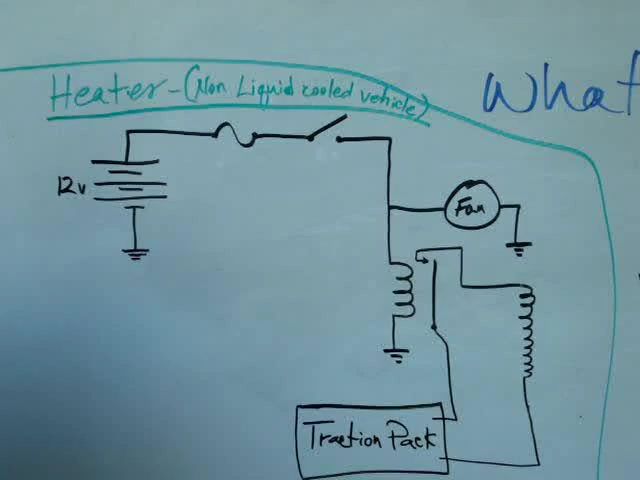 Heater - (Non Liquid cooled vehicle)
What
12v
Fan
Traction Pack